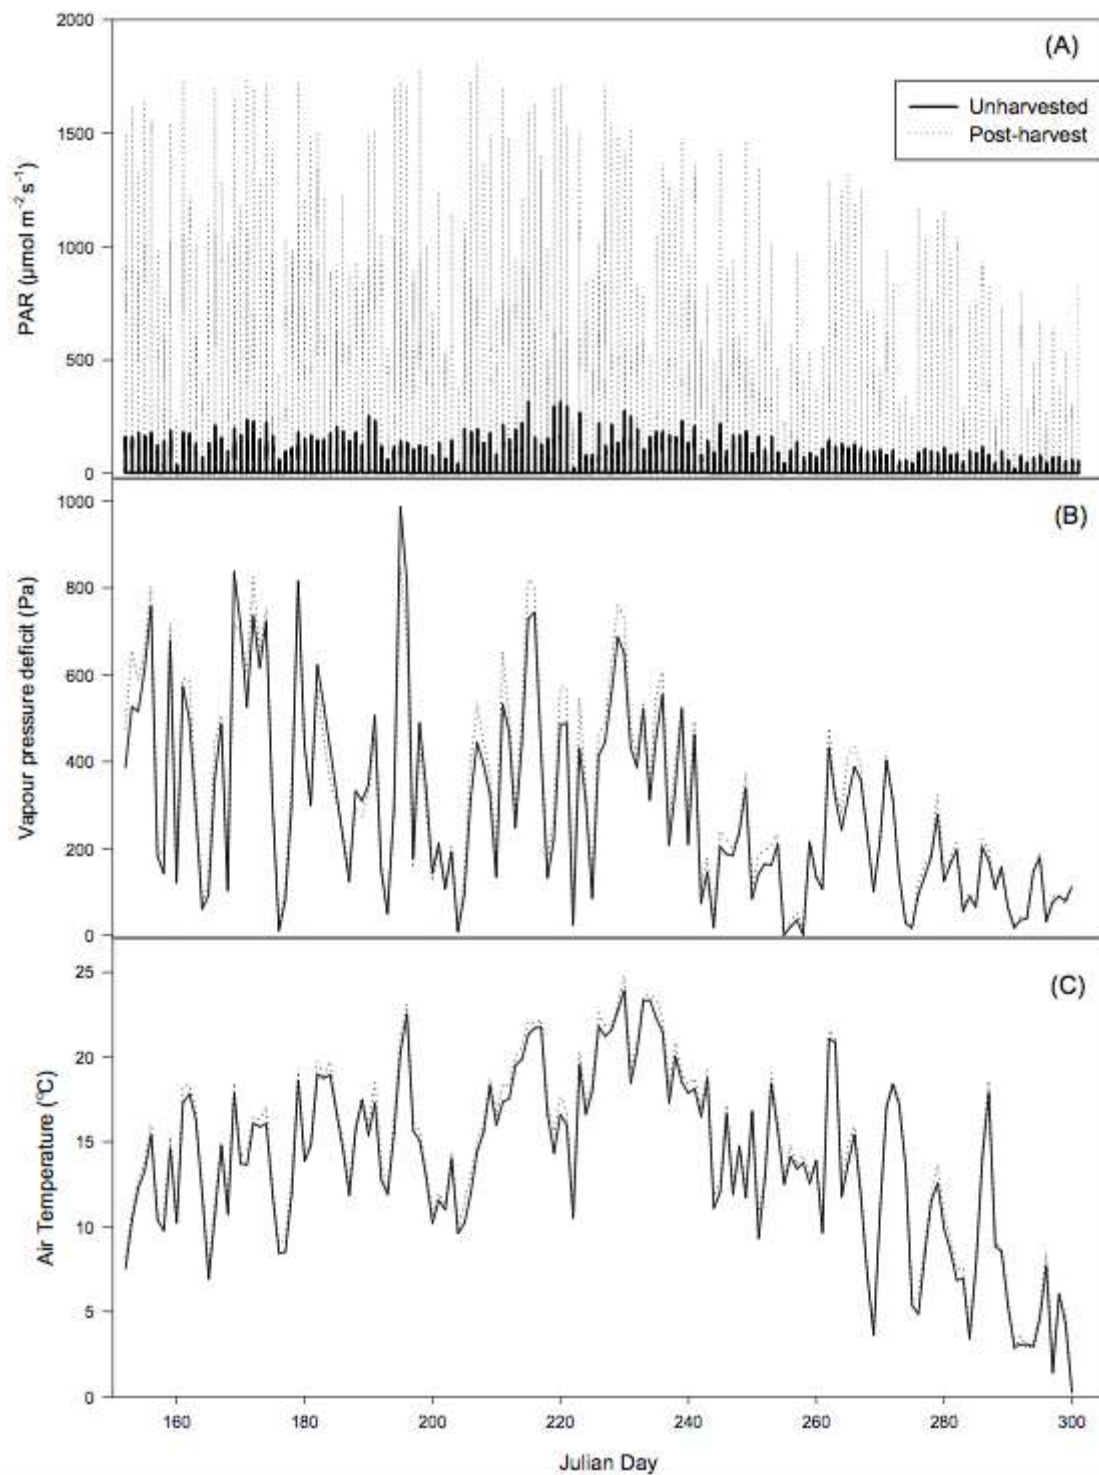 (A)
Unharvested
Post-harvest
PAR (µmol m⁻² s⁻¹)
2000
1500
1000
500
0
(B)
Vapour pressure deficit (Pa)
1000
800
600
400
200
0
(C)
Air Temperature (°C)
25
20
15
10
5
0
160 180 200 220 240 260 280 300
Julian Day